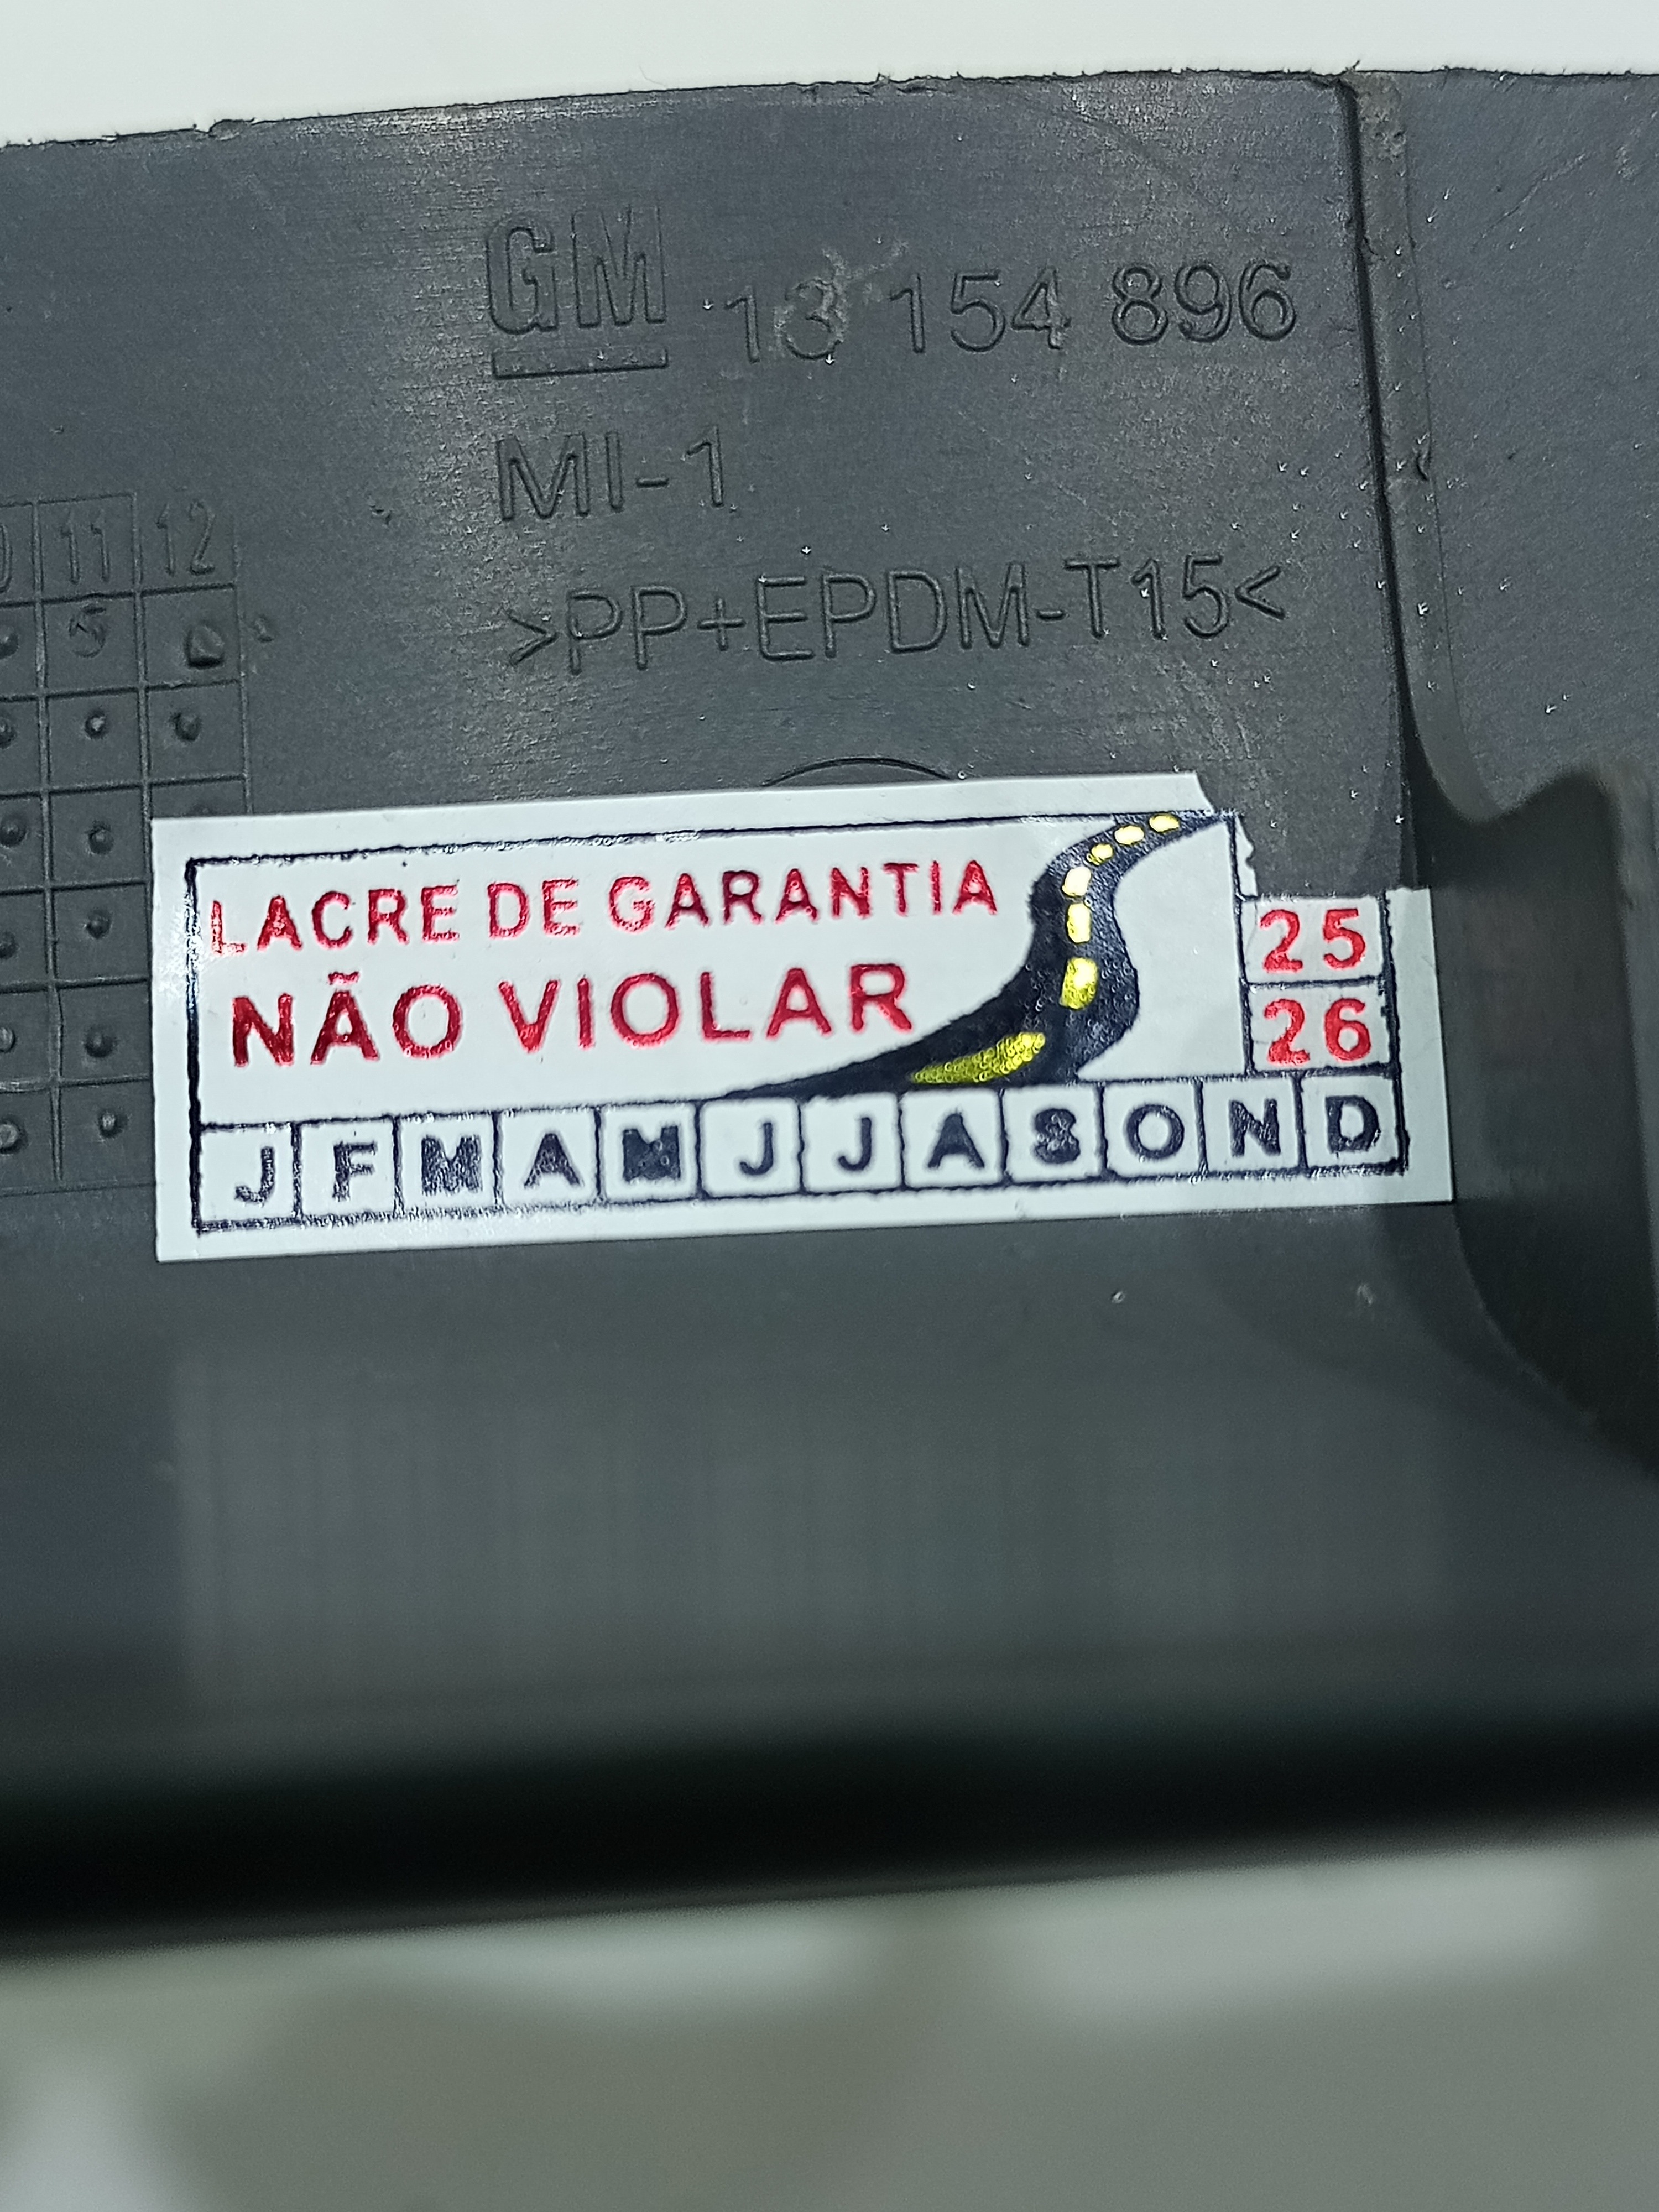 GM 13 154 896
MI-1
11 12
>PP+EPDM-T15<
LACRE DE GARANTIA
NÃO VIOLAR
25
26
J F M A M J J A S O N D